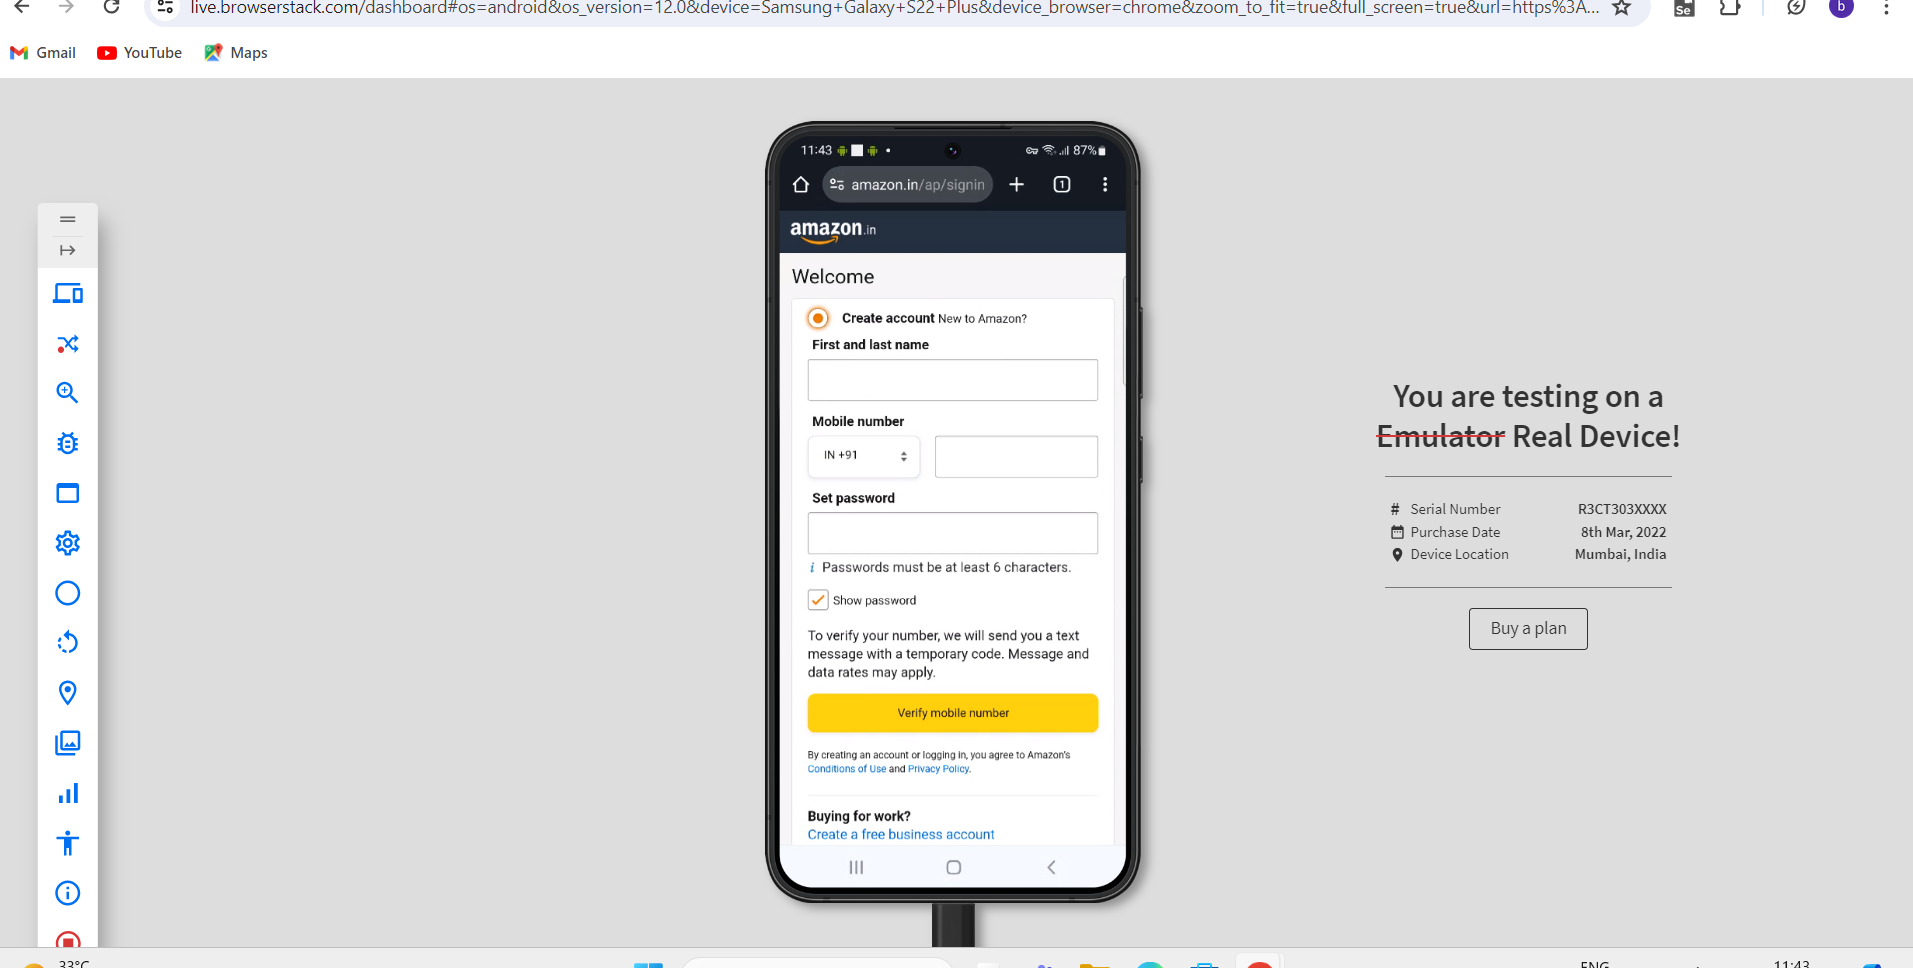 live.browserstack.com/dashboard#os=android&os_version=12.0&device=Samsung+Galaxy+S22+Plus&device_browser=chrome&zoom_to_fit=true&full_screen=true&url=https%3A...
Se
b
Gmail
YouTube
Maps
11:43
87%
amazon.in/ap/signin
1
amazon.in
Welcome
Create account New to Amazon?
First and last name
Mobile number
IN +91
Set password
i Passwords must be at least 6 characters.
Show password
To verify your number, we will send you a text
message with a temporary code. Message and
data rates may apply.
Verify mobile number
By creating an account or logging in, you agree to Amazon's
Conditions of Use and Privacy Policy.
Buying for work?
Create a free business account
You are testing on a
Emulator Real Device!
# Serial Number R3CT303XXXX
Purchase Date 8th Mar, 2022
Device Location Mumbai, India
Buy a plan
33°C
ENG
11:43